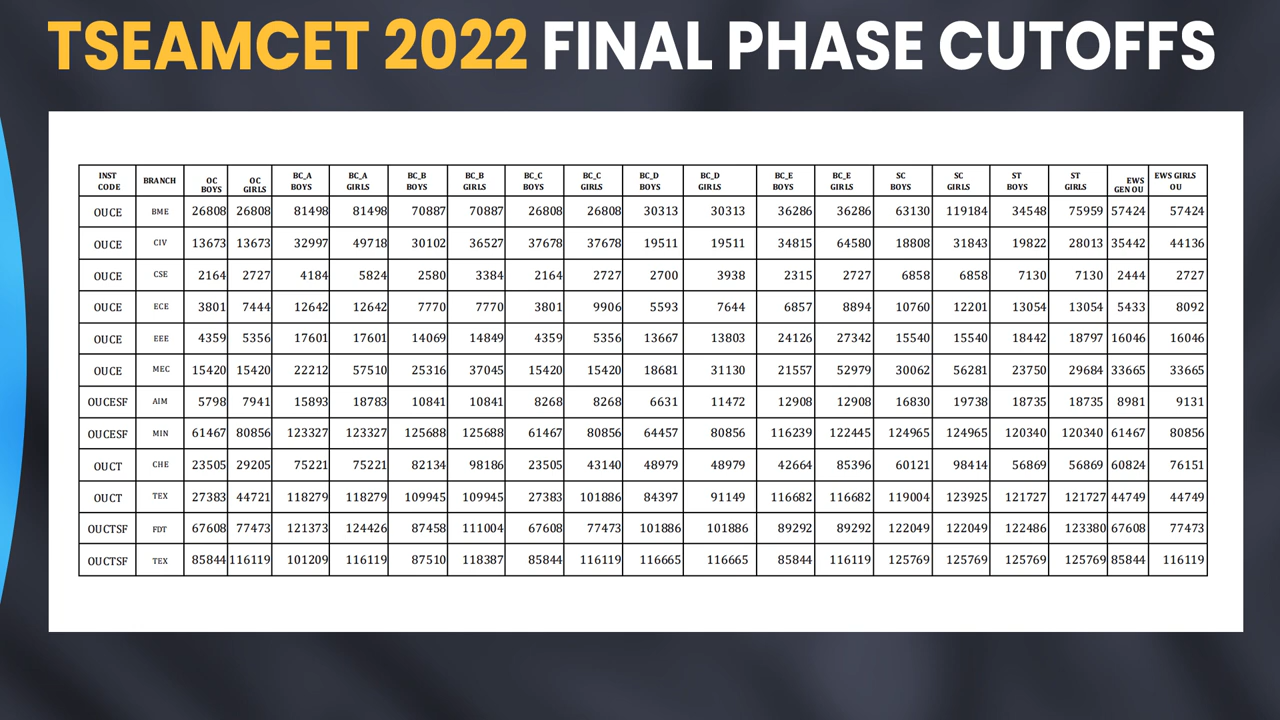 TSEAMCET 2022 FINAL PHASE CUTOFFS
INST CODE BRANCH OC BOYS OC GIRLS BC_A BOYS BC_A GIRLS BC_B BOYS BC_B GIRLS BC_C BOYS BC_C GIRLS BC_D BOYS BC_D GIRLS BC_E BOYS BC_E GIRLS SC BOYS SC GIRLS ST BOYS ST GIRLS EWS GEN OU EWS GIRLS OU
OUCE BME 26808 26808 81498 81498 70887 70887 26808 26808 30313 30313 36286 36286 63130 119184 34548 75959 57424 57424
OUCE CIV 13673 13673 32997 49718 30102 36527 37678 37678 19511 19511 34815 64580 18808 31843 19822 28013 35442 44136
OUCE CSE 2164 2727 4184 5824 2580 3384 2164 2727 2700 3938 2315 2727 6858 6858 7130 7130 2444 2727
OUCE ECE 3801 7444 12642 12642 7770 7770 3801 9906 5593 7644 6857 8894 10760 12201 13054 13054 5433 8092
OUCE EEE 4359 5356 17601 17601 14069 14849 4359 5356 13667 13803 24126 27342 15540 15540 18442 18797 16046 16046
OUCE MEC 15420 15420 22212 57510 25316 37045 15420 15420 18681 31130 21557 52979 30062 56281 23750 29684 33665 33665
OUCESF AIM 5798 7941 15893 18783 10841 10841 8268 8268 6631 11472 12908 12908 16830 19738 18735 18735 8981 9131
OUCESF MIN 61467 80856 123327 123327 125688 125688 61467 80856 64457 80856 116239 122445 124965 124965 120340 120340 61467 80856
OUCT CHE 23505 29205 75221 75221 82134 98186 23505 43140 48979 48979 42664 85396 60121 98414 56869 56869 60824 76151
OUCT TEX 27383 44721 118279 118279 109945 109945 27383 101886 84397 91149 116682 116682 119004 123925 121727 121727 44749 44749
OUCTSF FDT 67608 77473 121373 124426 87458 111004 67608 77473 101886 101886 89292 89292 122049 122049 122486 123380 67608 77473
OUCTSF TEX 85844 116119 101209 116119 87510 118387 85844 116119 116665 116665 85844 116119 125769 125769 125769 125769 85844 116119